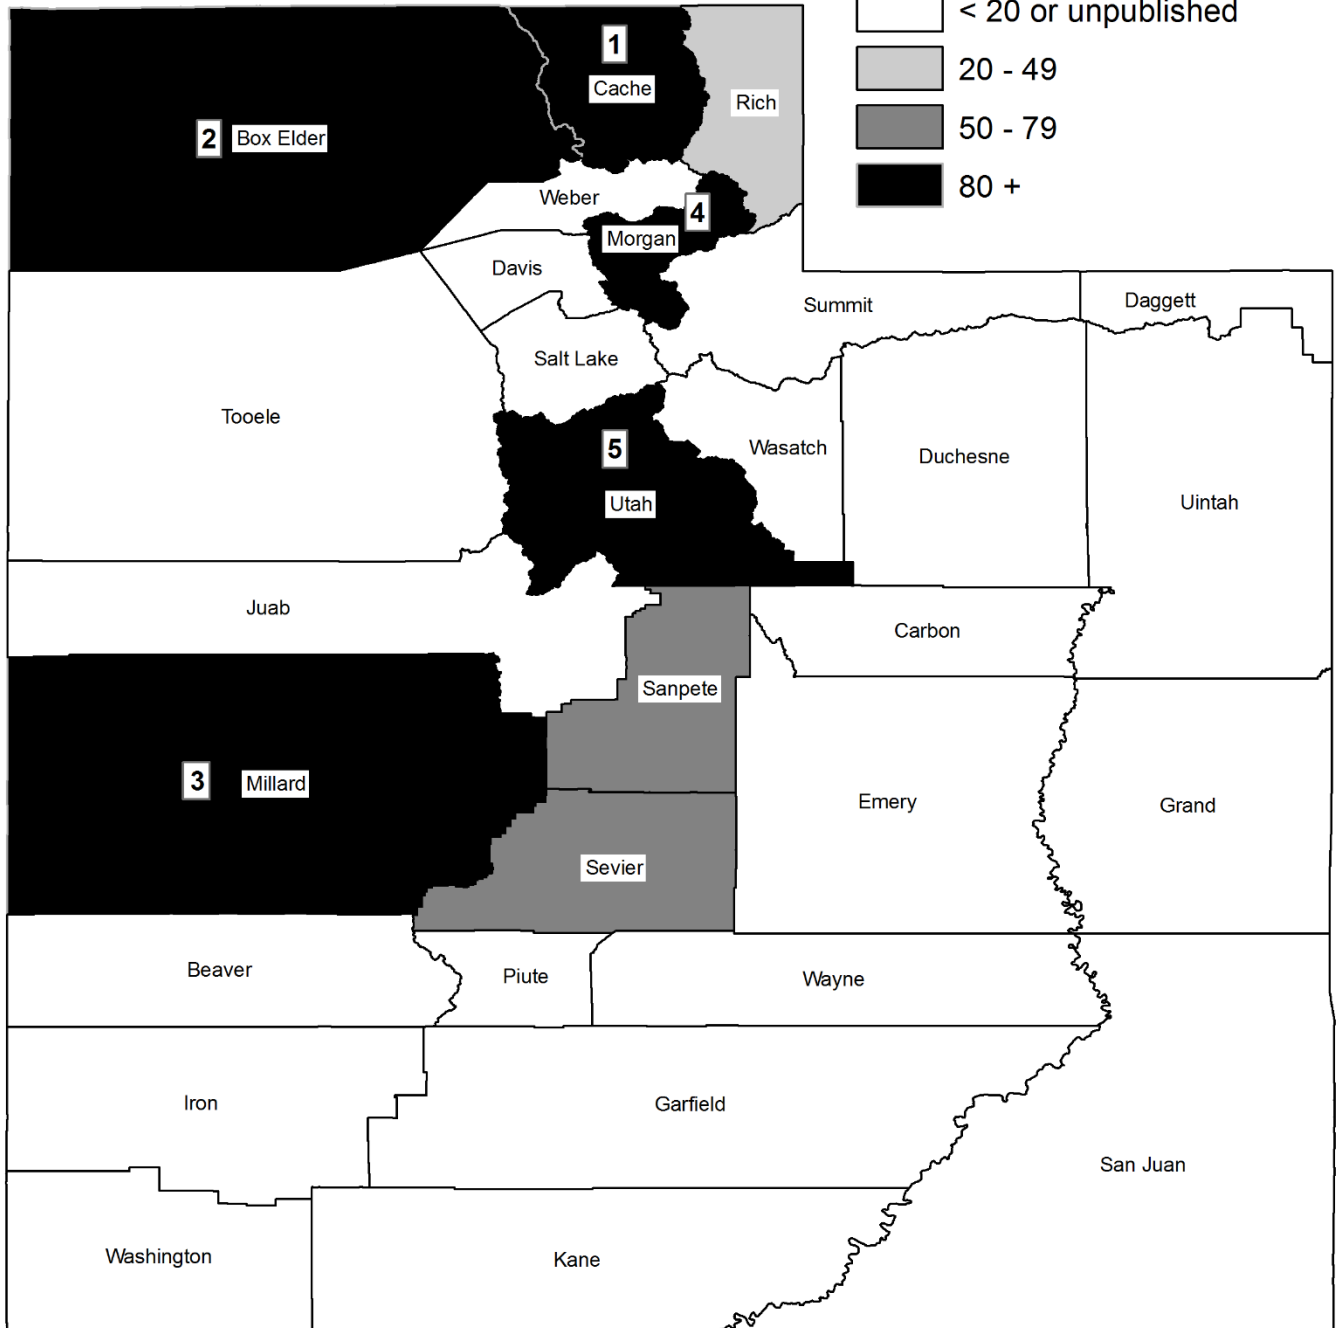 < 20 or unpublished
1
20 - 49
Cache
Rich
50 - 79
2 Box Elder
80 +
Weber
4
Morgan
Davis
Summit
Daggett
Salt Lake
Tooele
5
Wasatch
Duchesne
Utah
Uintah
Juab
Carbon
Sanpete
3 Millard
Emery
Grand
Sevier
Beaver
Piute
Wayne
Iron
Garfield
San Juan
Washington
Kane